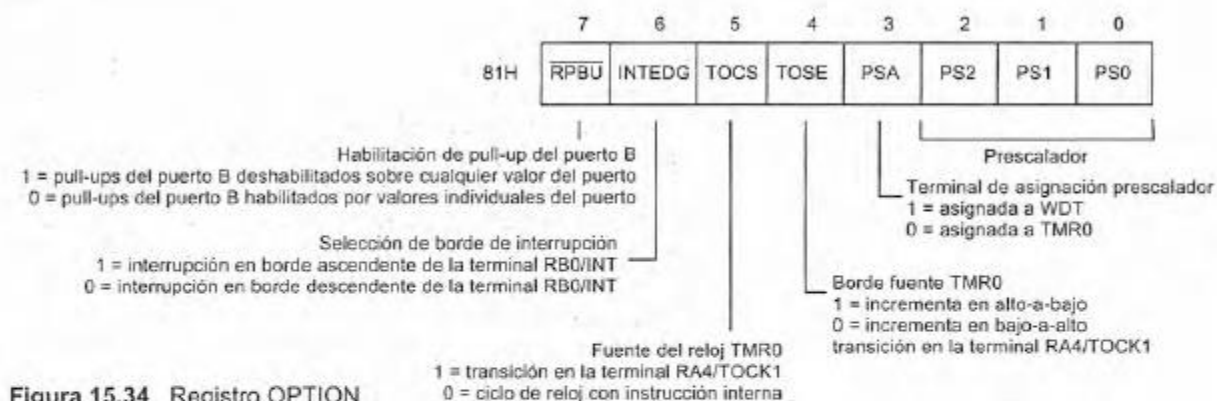 7 6 5 4 3 2 1 0
81H RPBU INTEDG TOCS TOSE PSA PS2 PS1 PS0
Habilitación de pull-up del puerto B
1 = pull-ups del puerto B deshabilitados sobre cualquier valor del puerto
0 = pull-ups del puerto B habilitados por valores individuales del puerto
Prescalador
Terminal de asignación prescalador
1 = asignada a WDT
0 = asignada a TMR0
Selección de borde de interrupción
1 = interrupción en borde ascendente de la terminal RB0/INT
0 = interrupción en borde descendente de la terminal RB0/INT
Borde fuente TMR0
1 = incrementa en alto-a-bajo
0 = incrementa en bajo-a-alto
transición en la terminal RA4/TOCK1
Fuente del reloj TMR0
1 = transición en la terminal RA4/TOCK1
0 = ciclo de reloj con instrucción interna
Figura 15.34 Registro OPTION